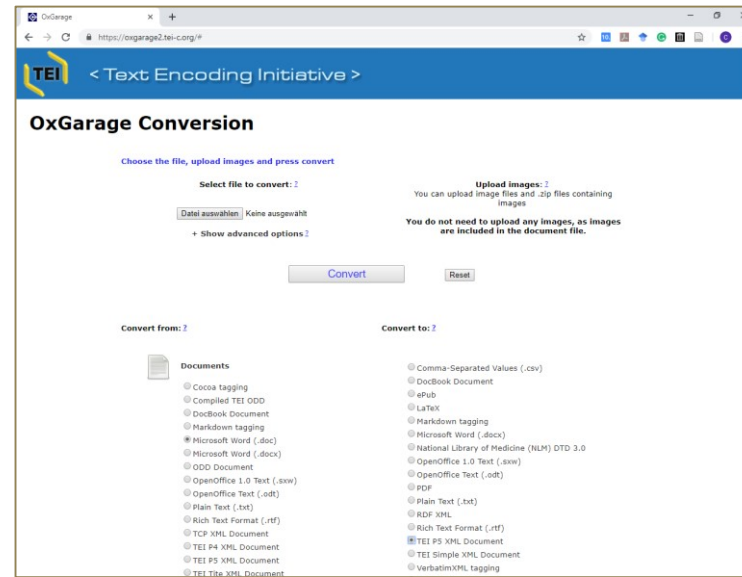 OxGarage
https://oxgarage2.tei-c.org/#
TEI
< Text Encoding Initiative >
OxGarage Conversion
Choose the file, upload images and press convert
Select file to convert: ?
Datei auswählen Keine ausgewählt
+ Show advanced options ?
Upload images: ?
You can upload image files and .zip files containing
images
You do not need to upload any images, as images
are included in the document file.
Convert
Reset
Convert from: ?
Documents
Cocoa tagging
Compiled TEI ODD
DocBook Document
Markdown tagging
Microsoft Word (.doc)
Microsoft Word (.docx)
ODD Document
OpenOffice 1.0 Text (.sxw)
OpenOffice Text (.odt)
Plain Text (.txt)
Rich Text Format (.rtf)
TCP XML Document
TEI P4 XML Document
TEI P5 XML Document
TEI Tite XML Document
Convert to: ?
Comma-Separated Values (.csv)
DocBook Document
ePub
LaTeX
Markdown tagging
Microsoft Word (.docx)
National Library of Medicine (NLM) DTD 3.0
OpenOffice 1.0 Text (.sxw)
OpenOffice Text (.odt)
PDF
Plain Text (.txt)
RDF XML
Rich Text Format (.rtf)
TEI P5 XML Document
TEI Simple XML Document
VerbatimXML tagging